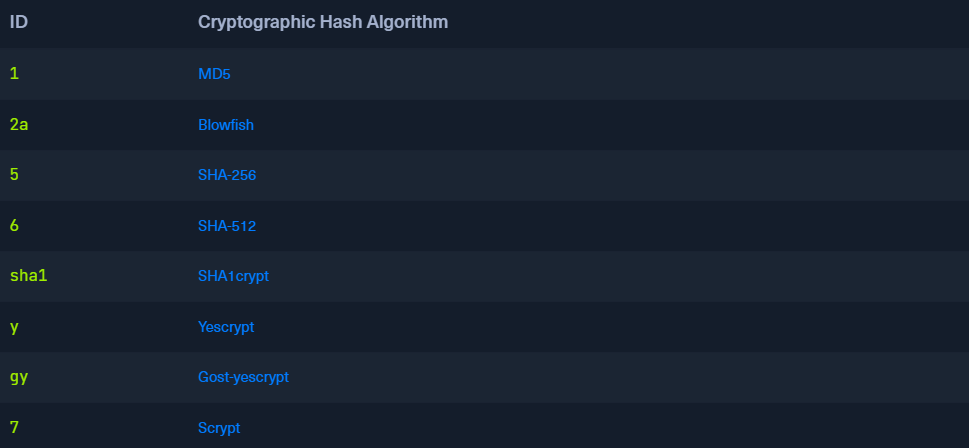 ID Cryptographic Hash Algorithm
1 MD5
2a Blowfish
5 SHA-256
6 SHA-512
sha1 SHA1crypt
y Yescrypt
gy Gost-yescrypt
7 Scrypt